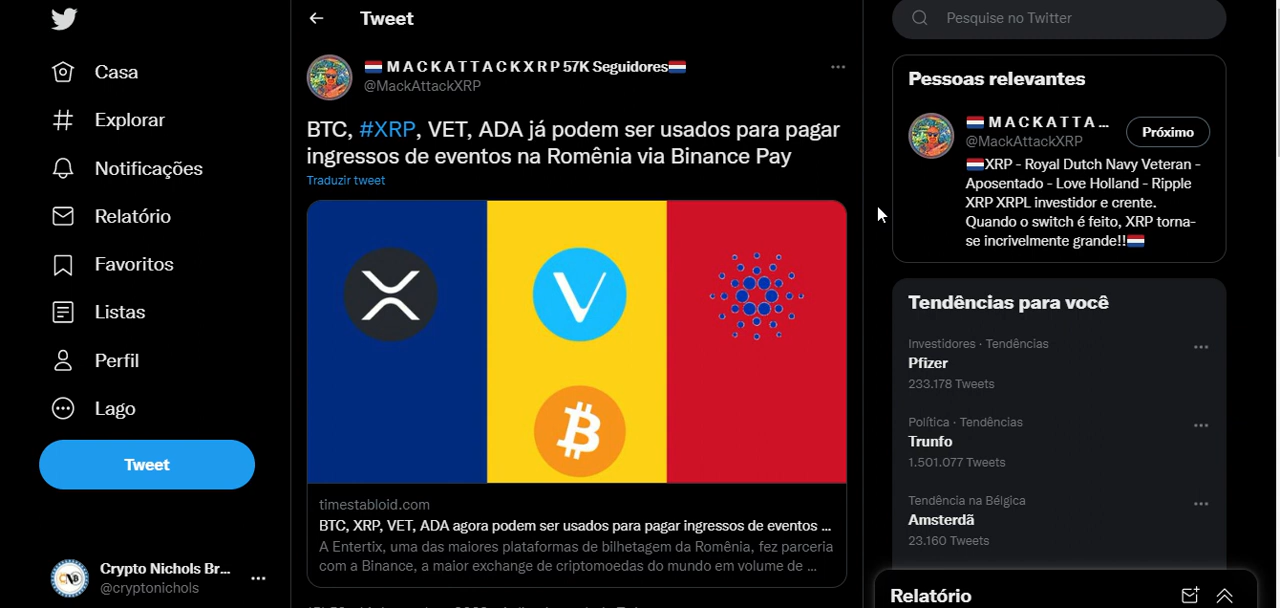 Tweet
Pesquise no Twitter
Casa
Explorar
Notificações
Relatório
Favoritos
Listas
Perfil
Lago
Tweet
Crypto Nichols Br...
@cryptonichols
M A C K A T T A C K X R P 57K Seguidores
@MackAttackXRP
BTC, #XRP, VET, ADA já podem ser usados para pagar
ingressos de eventos na Romênia via Binance Pay
Traduzir tweet
timestabloid.com
BTC, XRP, VET, ADA agora podem ser usados para pagar ingressos de eventos ...
A Entertix, uma das maiores plataformas de bilhetagem da Romênia, fez parceria
com a Binance, a maior exchange de criptomoedas do mundo em volume de ...
Pessoas relevantes
M A C K A T T A ...
@MackAttackXRP
Próximo
XRP - Royal Dutch Navy Veteran -
Aposentado - Love Holland - Ripple
XRP XRPL investidor e crente.
Quando o switch é feito, XRP torna-
se incrivelmente grande!!
Tendências para você
Investidores · Tendências
Pfizer
233.178 Tweets
Política · Tendências
Trunfo
1.501.077 Tweets
Tendência na Bélgica
Amsterdã
23.160 Tweets
Relatório